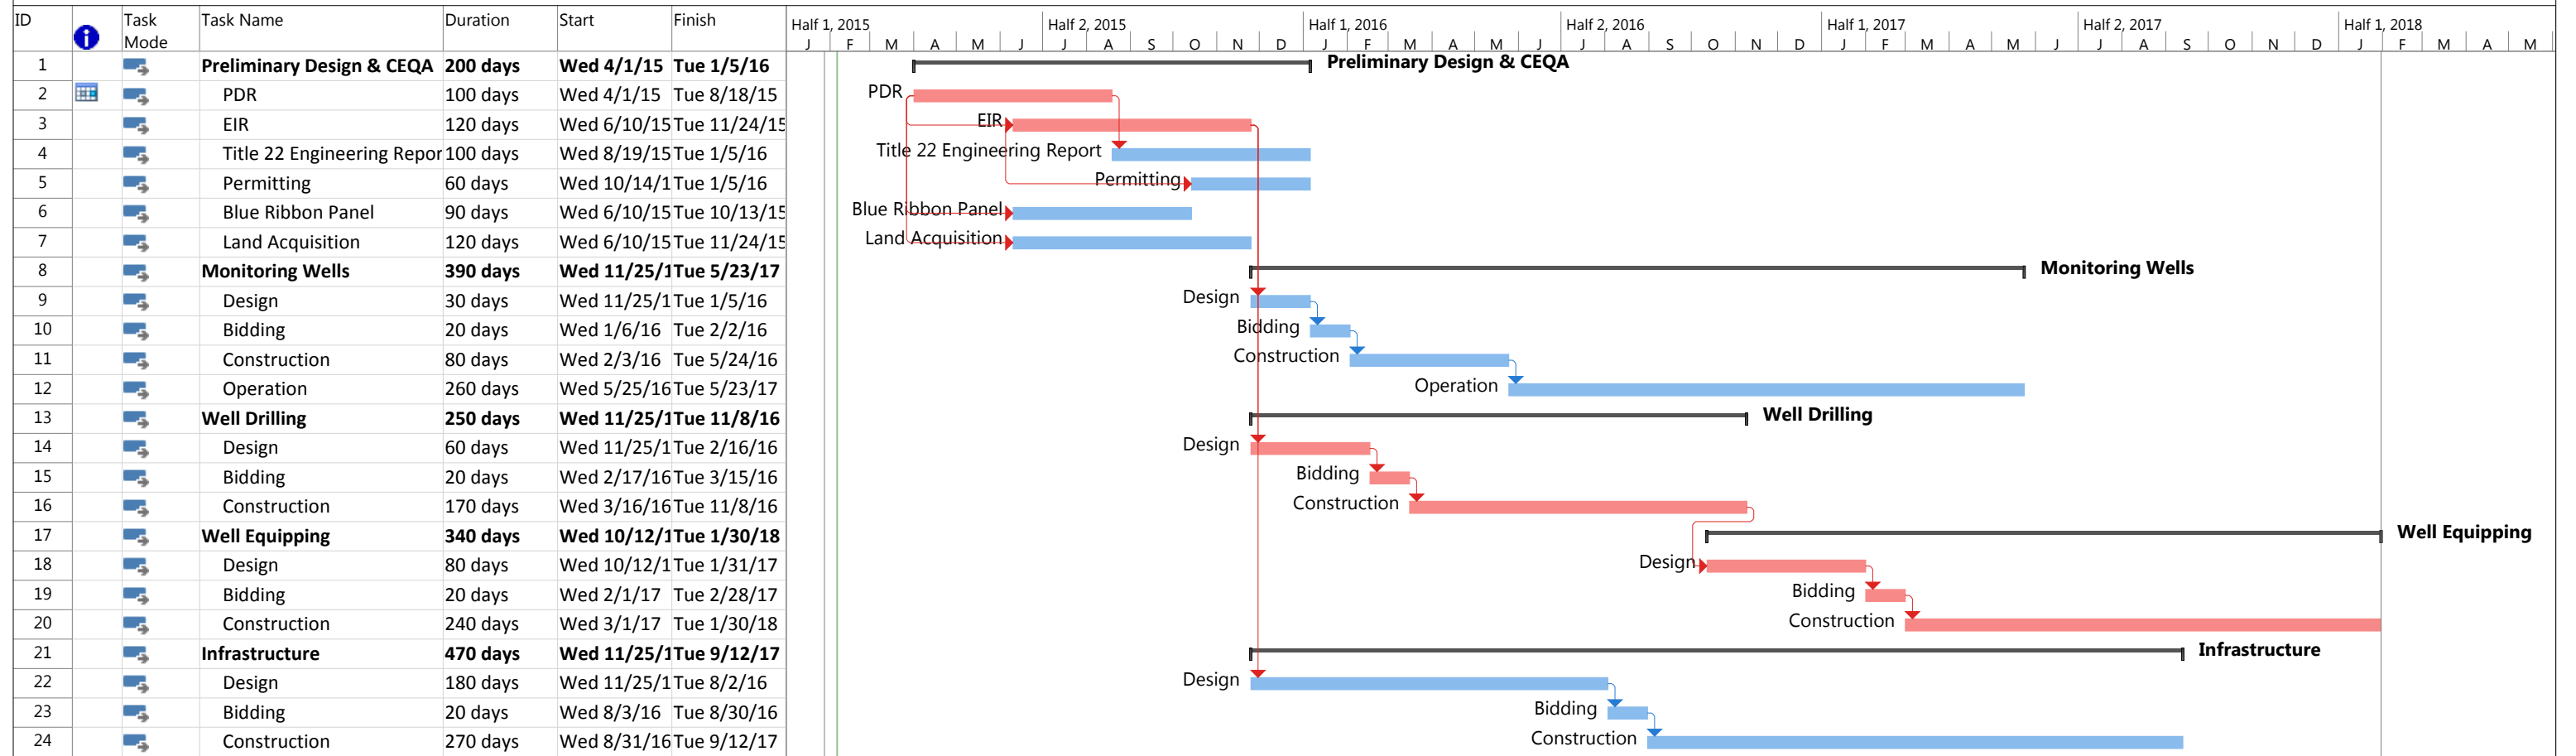 ID Task Mode Task Name Duration Start Finish
Half 1, 2015 Half 2, 2015 Half 1, 2016 Half 2, 2016 Half 1, 2017 Half 2, 2017 Half 1, 2018
J F M A M J J A S O N D J F M A M J J A S O N D J F M A M J J A S O N D J F M A M
1 Preliminary Design & CEQA 200 days Wed 4/1/15 Tue 1/5/16 Preliminary Design & CEQA
2 PDR 100 days Wed 4/1/15 Tue 8/18/15 PDR
3 EIR 120 days Wed 6/10/15 Tue 11/24/15 EIR
4 Title 22 Engineering Repor 100 days Wed 8/19/15 Tue 1/5/16 Title 22 Engineering Report
5 Permitting 60 days Wed 10/14/1 Tue 1/5/16 Permitting
6 Blue Ribbon Panel 90 days Wed 6/10/15 Tue 10/13/15 Blue Ribbon Panel
7 Land Acquisition 120 days Wed 6/10/15 Tue 11/24/15 Land Acquisition
8 Monitoring Wells 390 days Wed 11/25/1 Tue 5/23/17 Monitoring Wells
9 Design 30 days Wed 11/25/1 Tue 1/5/16 Design
10 Bidding 20 days Wed 1/6/16 Tue 2/2/16 Bidding
11 Construction 80 days Wed 2/3/16 Tue 5/24/16 Construction
12 Operation 260 days Wed 5/25/16 Tue 5/23/17 Operation
13 Well Drilling 250 days Wed 11/25/1 Tue 11/8/16 Well Drilling
14 Design 60 days Wed 11/25/1 Tue 2/16/16 Design
15 Bidding 20 days Wed 2/17/16 Tue 3/15/16 Bidding
16 Construction 170 days Wed 3/16/16 Tue 11/8/16 Construction
17 Well Equipping 340 days Wed 10/12/1 Tue 1/30/18 Well Equipping
18 Design 80 days Wed 10/12/1 Tue 1/31/17 Design
19 Bidding 20 days Wed 2/1/17 Tue 2/28/17 Bidding
20 Construction 240 days Wed 3/1/17 Tue 1/30/18 Construction
21 Infrastructure 470 days Wed 11/25/1 Tue 9/12/17 Infrastructure
22 Design 180 days Wed 11/25/1 Tue 8/2/16 Design
23 Bidding 20 days Wed 8/3/16 Tue 8/30/16 Bidding
24 Construction 270 days Wed 8/31/16 Tue 9/12/17 Construction